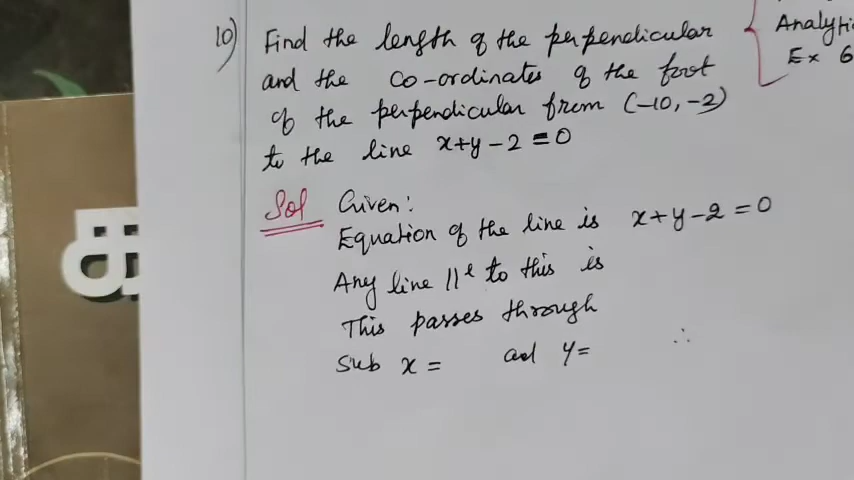 10) Find the length of the perpendicular
and the co-ordinates of the foot
of the perpendicular from (-10, -2)
to the line x+y-2=0
Analyti
Ex 6
Sol Given:
Equation of the line is x+y-2=0
Any line ||l to this is
This passes through
Sub x= and y= ∴